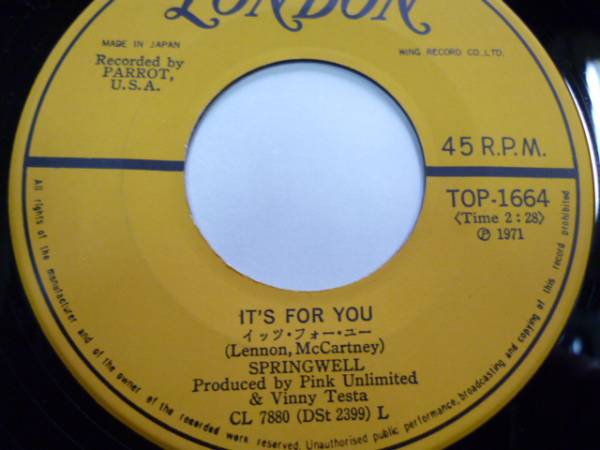 LONDON
MADE IN JAPAN
WING RECORD CO., LTD.
Recorded by
PARROT,
U.S.A.
45 R.P.M.
TOP-1664
〈Time 2:28〉
Ⓟ 1971
IT'S FOR YOU
イッツ・フォー・ユー
(Lennon, McCartney)
SPRINGWELL
Produced by Pink Unlimited
& Vinny Testa
CL 7880 (DSt 2399) L
All rights of the manufacturer and of the owner of the recorded work reserved. Unauthorised public performance, broadcasting and copying of this record prohibited